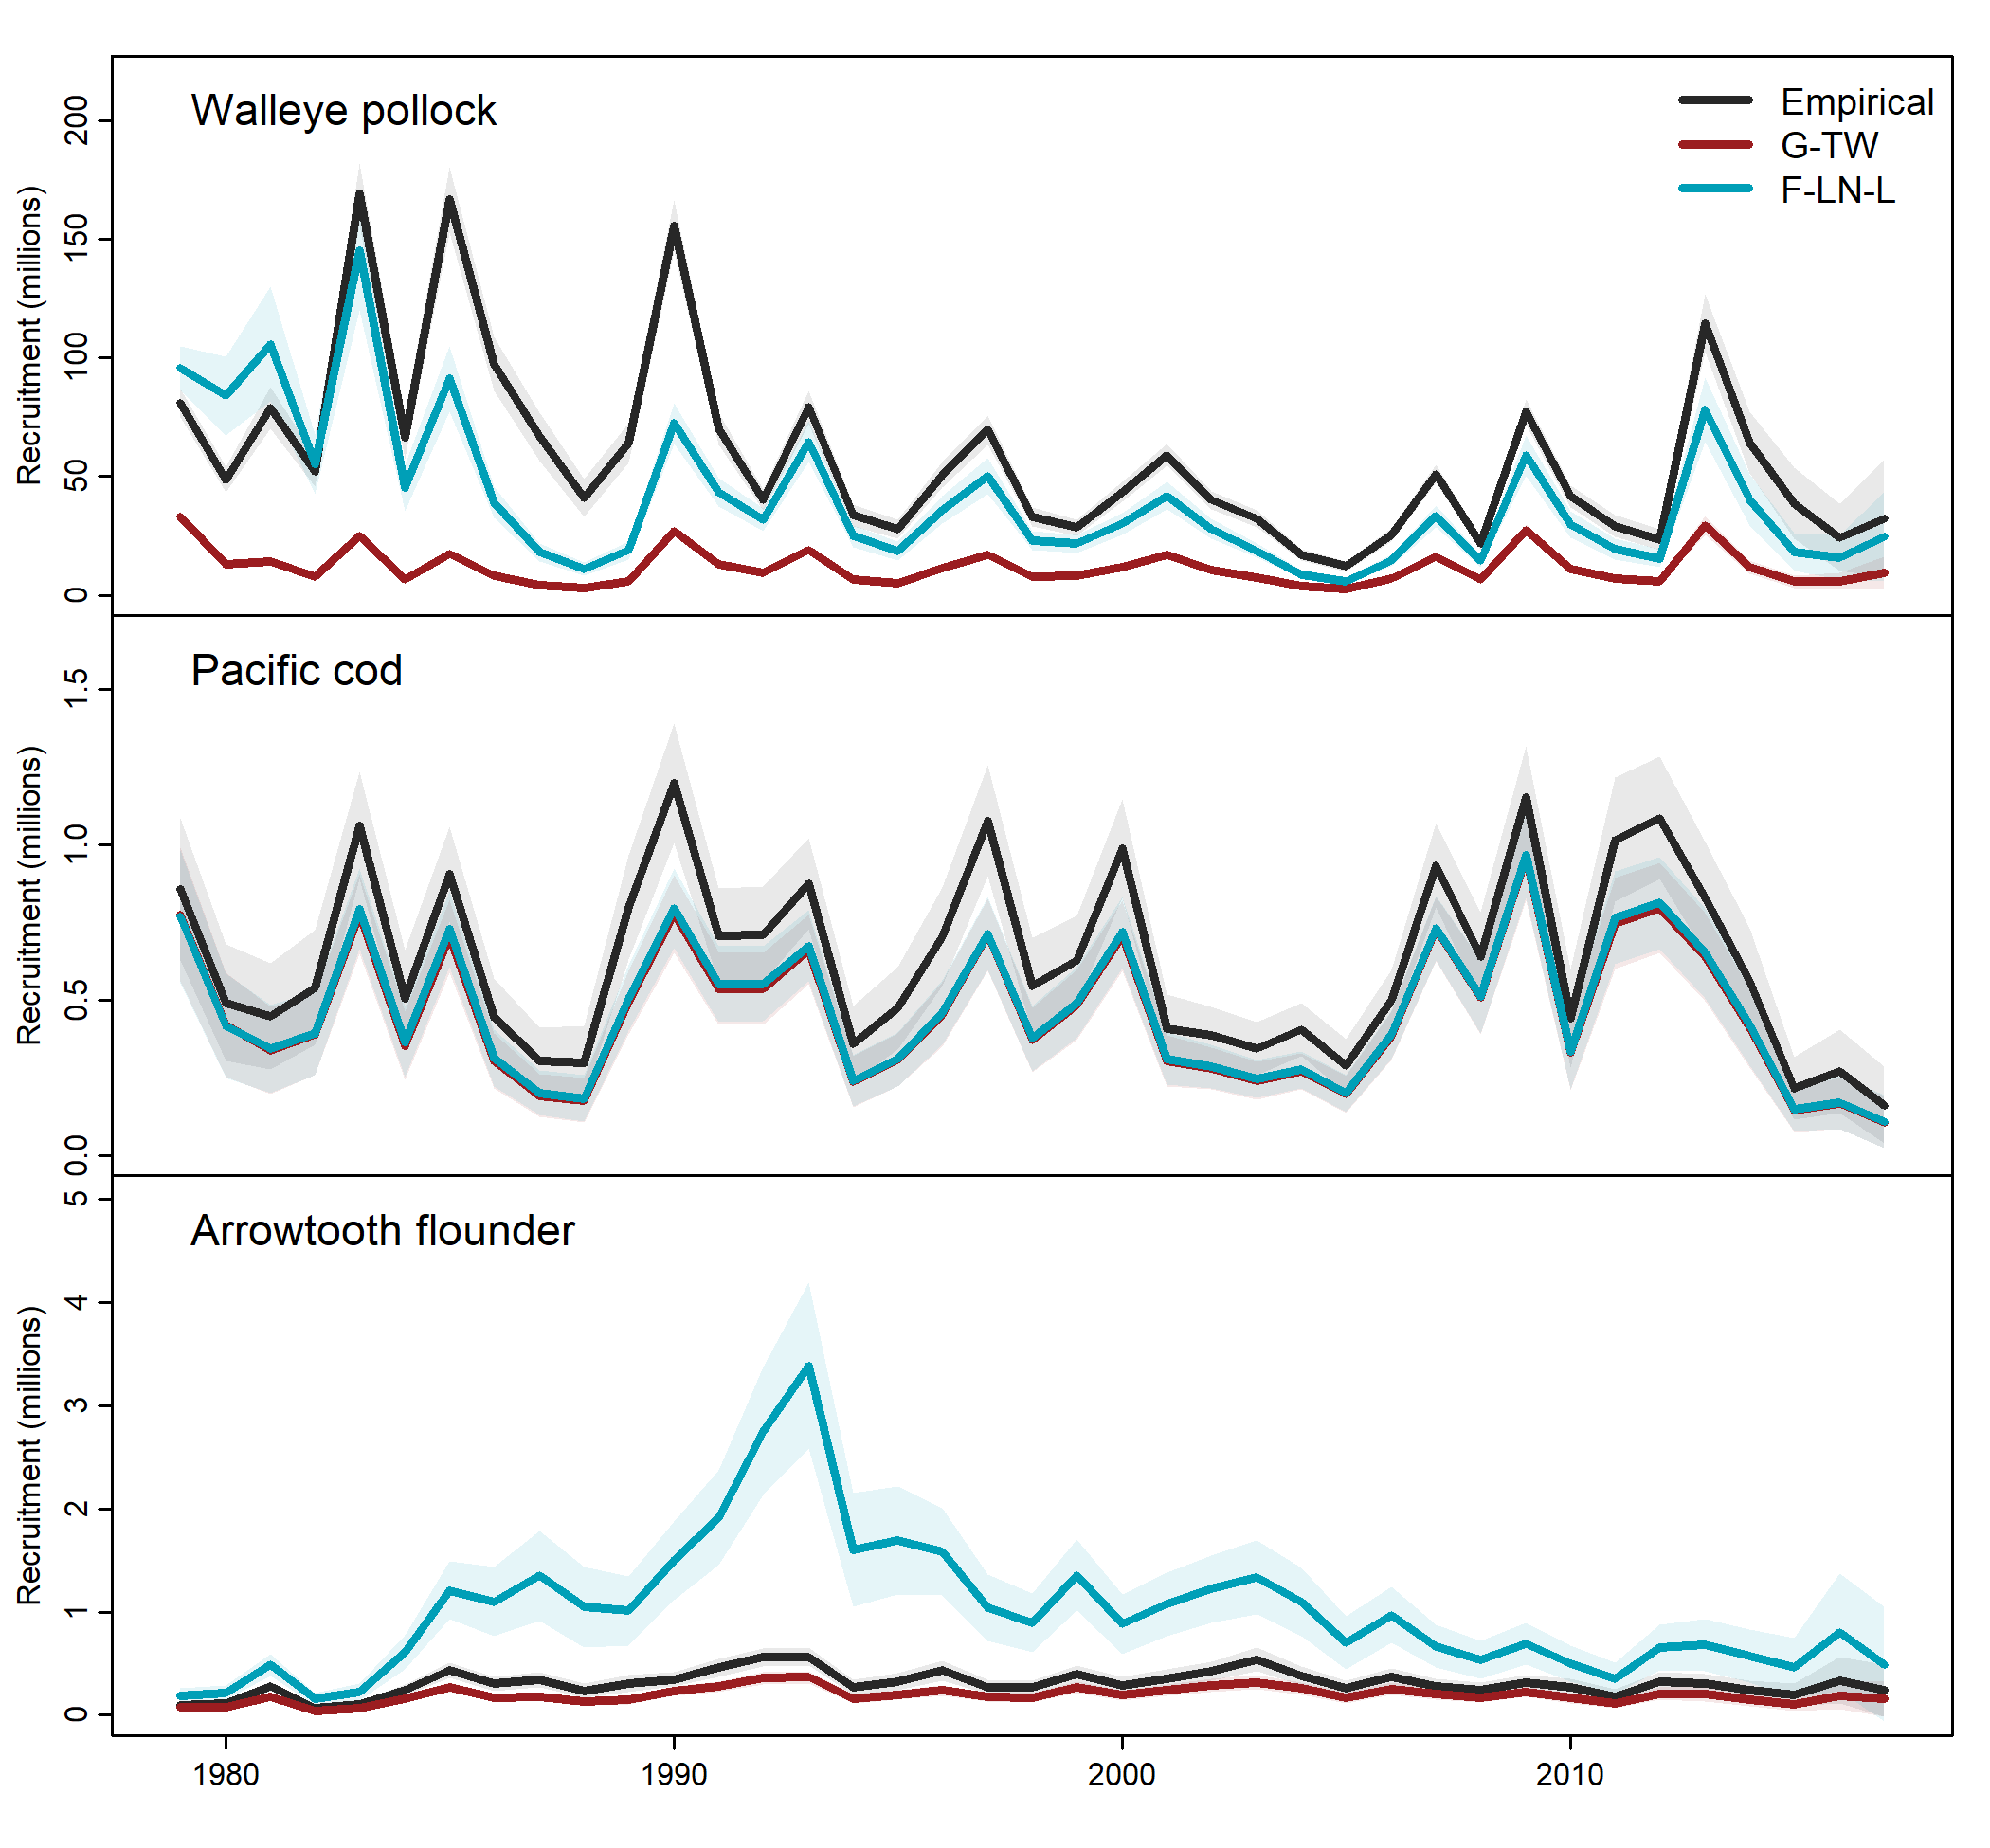 Walleye pollock
Empirical
G-TW
F-LN-L
Recruitment (millions)
200
150
100
50
0
Pacific cod
Recruitment (millions)
1.5
1.0
0.5
0.0
Arrowtooth flounder
Recruitment (millions)
5
4
3
2
1
0
1980 1990 2000 2010